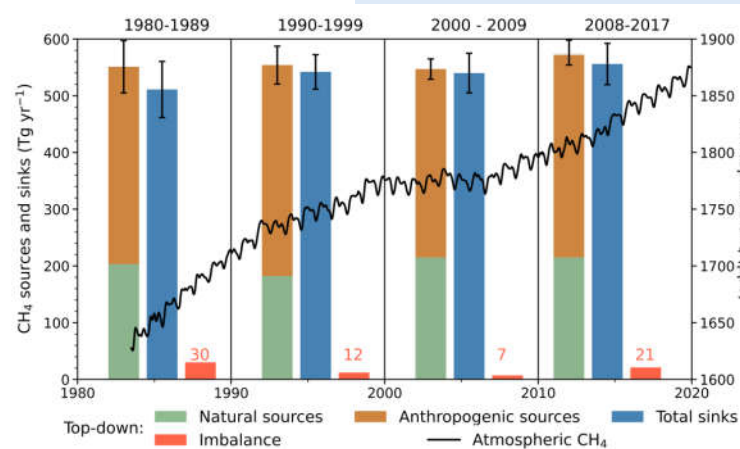 1980-1989 1990-1999 2000 - 2009 2008-2017
600 1900
500 1850
400 1800
300 1750
200 1700
100 1650
0 1600
CH₄ sources and sinks (Tg yr⁻¹)
30 12 7 21
1980 1990 2000 2010 2020
Top-down: Natural sources Anthropogenic sources Total sinks
Imbalance Atmospheric CH₄